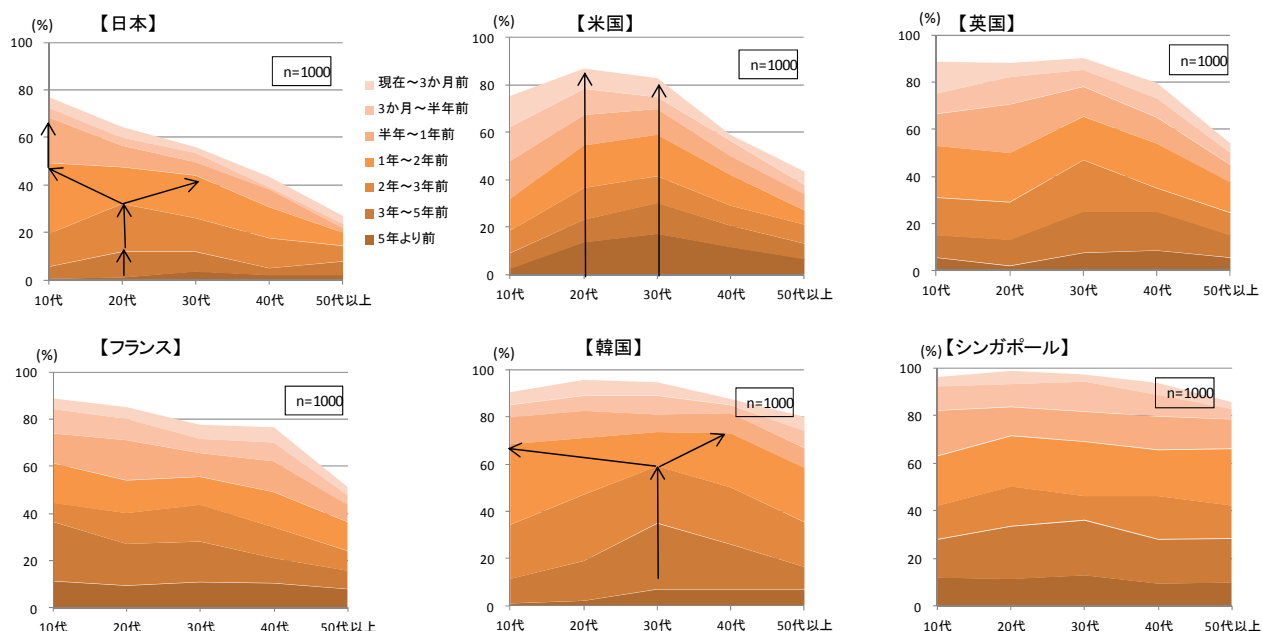 【日本】
(%)
100
80
60
40
20
0
10代 20代 30代 40代 50代以上
n=1000
現在～3か月前
3か月～半年前
半年～1年前
1年～2年前
2年～3年前
3年～5年前
5年より前
【米国】
(%)
100
80
60
40
20
0
10代 20代 30代 40代 50代以上
n=1000
【英国】
(%)
100
80
60
40
20
0
10代 20代 30代 40代 50代以上
n=1000
【フランス】
(%)
100
80
60
40
20
0
10代 20代 30代 40代 50代以上
n=1000
【韓国】
(%)
100
80
60
40
20
0
10代 20代 30代 40代 50代以上
n=1000
【シンガポール】
(%)
100
80
60
40
20
0
10代 20代 30代 40代 50代以上
n=1000